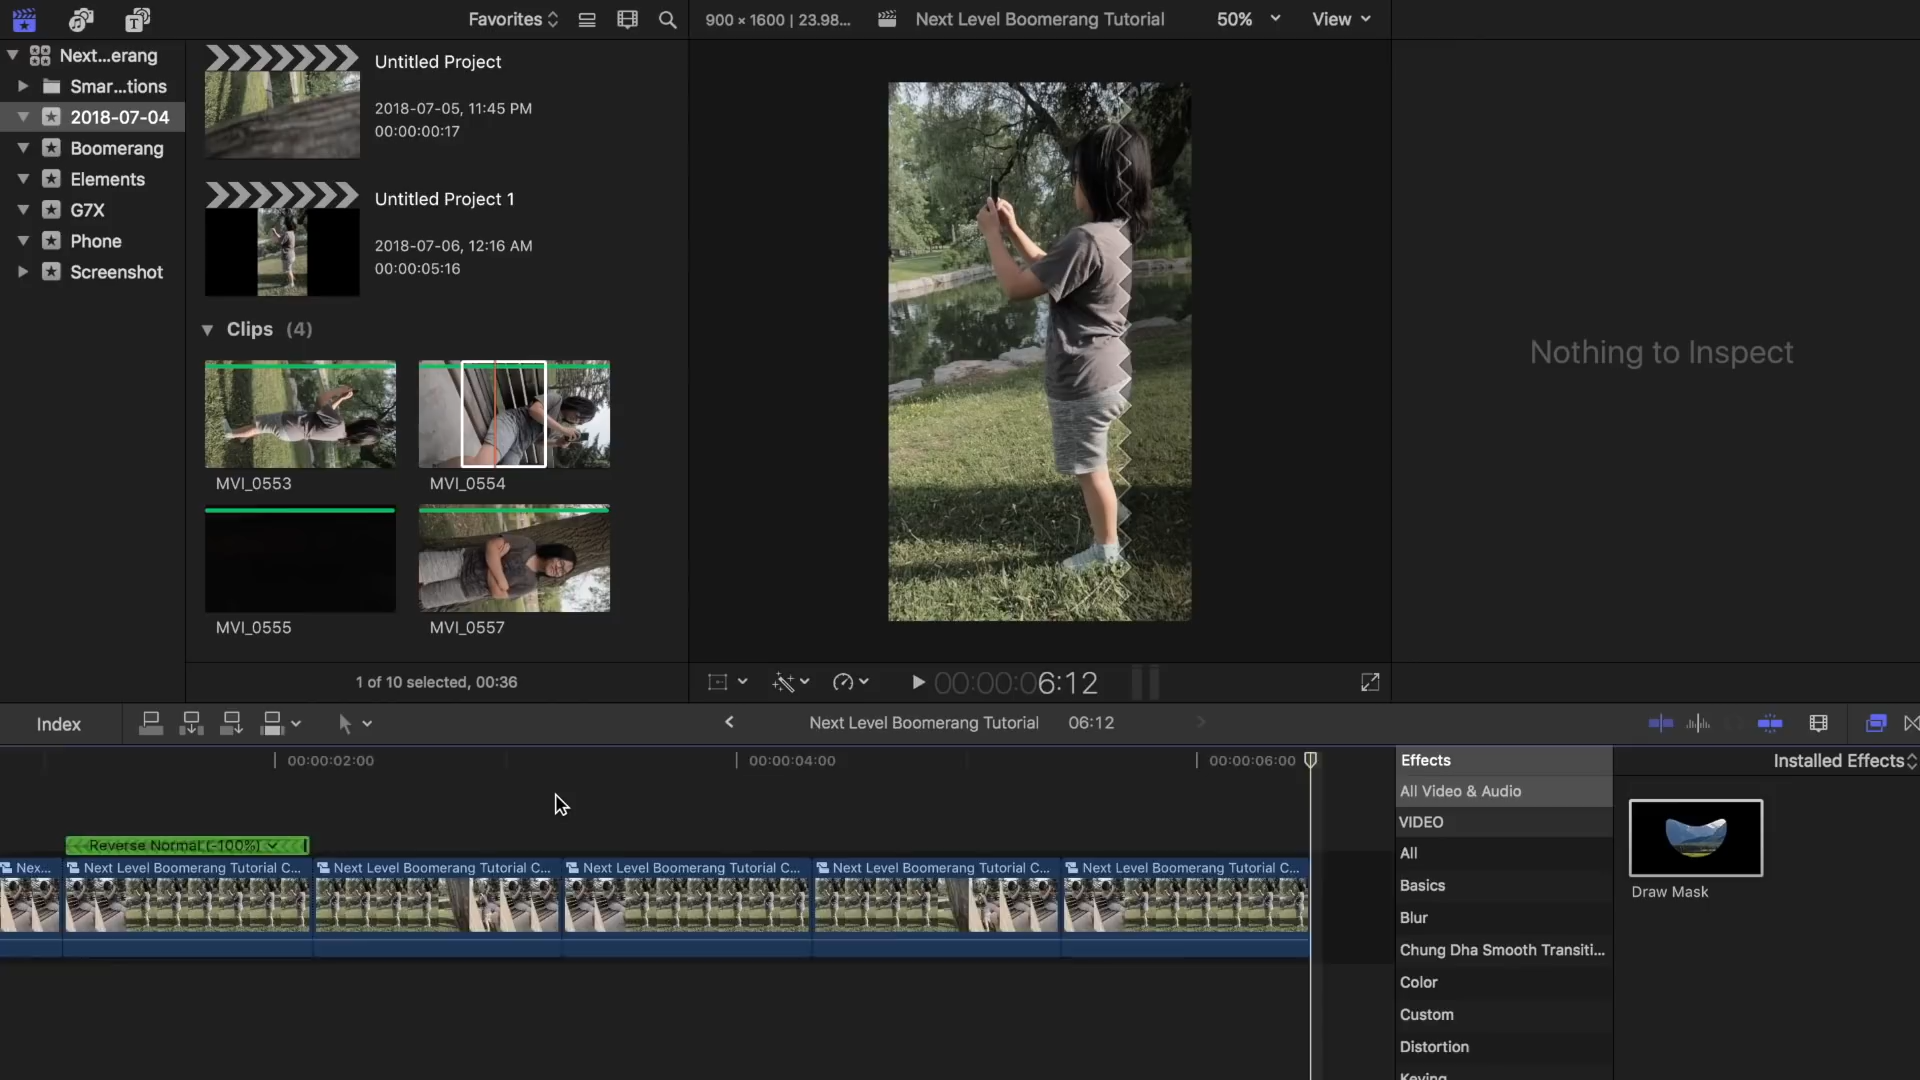 Favorites
900 × 1600 | 23.98...
Next Level Boomerang Tutorial
50%
View
Next...erang
Smar...tions
2018-07-04
Boomerang
Elements
G7X
Phone
Screenshot
Untitled Project
2018-07-05, 11:45 PM
00:00:00:17
Untitled Project 1
2018-07-06, 12:16 AM
00:00:05:16
Clips (4)
MVI_0553
MVI_0554
MVI_0555
MVI_0557
1 of 10 selected, 00:36
00:00:06:12
Nothing to Inspect
Index
Next Level Boomerang Tutorial 06:12
00:00:02:00
00:00:04:00
00:00:06:00
Reverse Normal (-100%)
Nex...
Next Level Boomerang Tutorial C...
Next Level Boomerang Tutorial C...
Next Level Boomerang Tutorial C...
Next Level Boomerang Tutorial C...
Next Level Boomerang Tutorial C...
Effects
Installed Effects
All Video & Audio
VIDEO
All
Basics
Blur
Chung Dha Smooth Transiti...
Color
Custom
Distortion
Keying
Draw Mask